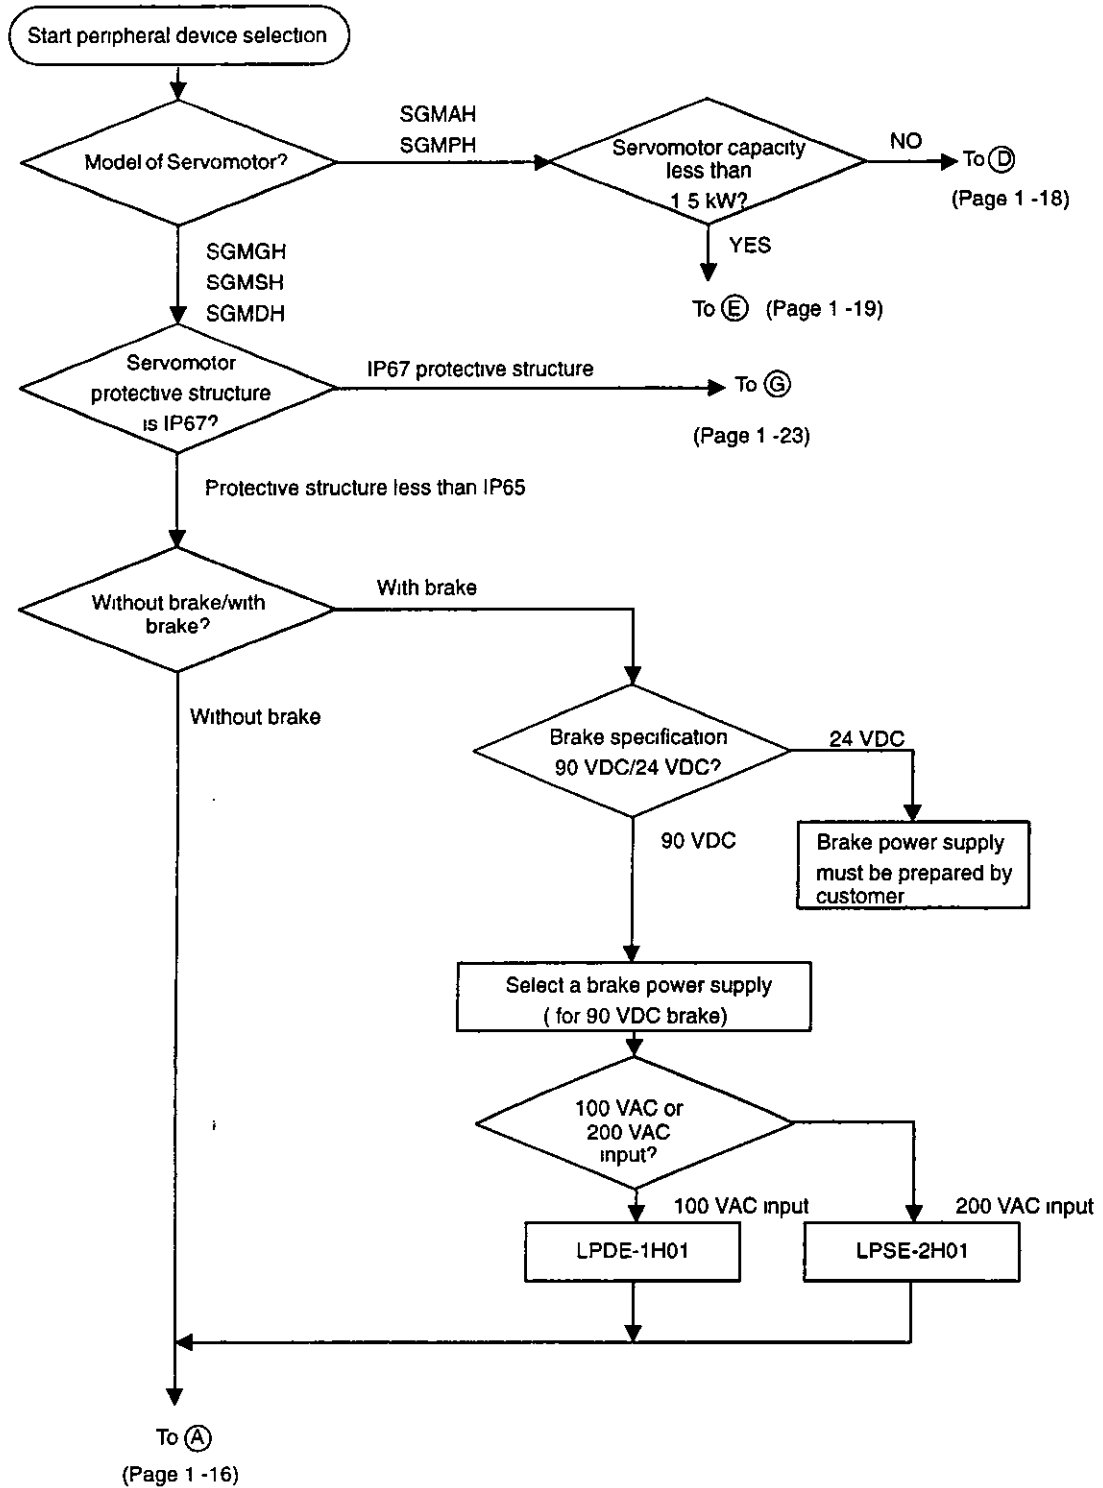 Start peripheral device selection
Model of Servomotor?
SGMAH
SGMPH
Servomotor capacity
less than
1 5 kW?
NO
To D
(Page 1 -18)
YES
To E (Page 1 -19)
SGMGH
SGMSH
SGMDH
Servomotor
protective structure
is IP67?
IP67 protective structure
To G
(Page 1 -23)
Protective structure less than IP65
Without brake/with
brake?
With brake
Without brake
Brake specification
90 VDC/24 VDC?
24 VDC
90 VDC
Brake power supply
must be prepared by
customer
Select a brake power supply
( for 90 VDC brake)
100 VAC or
200 VAC
input?
100 VAC input
200 VAC input
LPDE-1H01
LPSE-2H01
To A
(Page 1 -16)